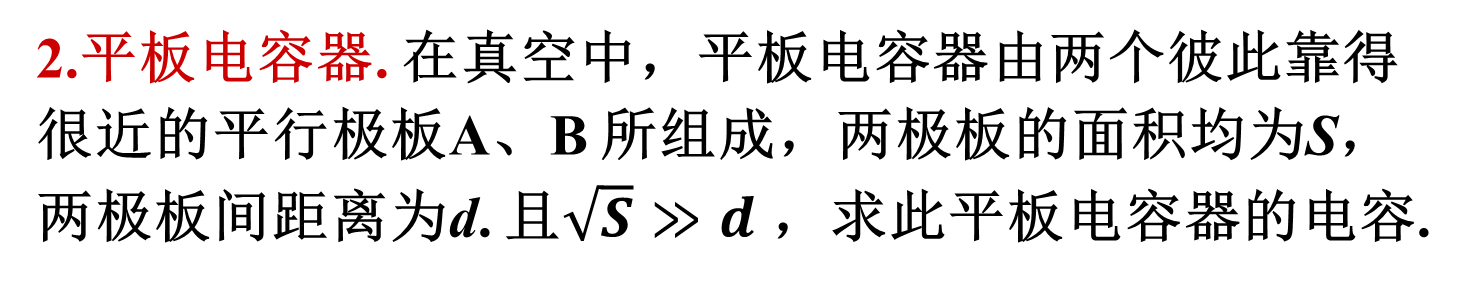 2.平板电容器. 在真空中，平板电容器由两个彼此靠得
很近的平行极板A、B 所组成，两极板的面积均为S，
两极板间距离为d. 且√S ≫ d ，求此平板电容器的电容.